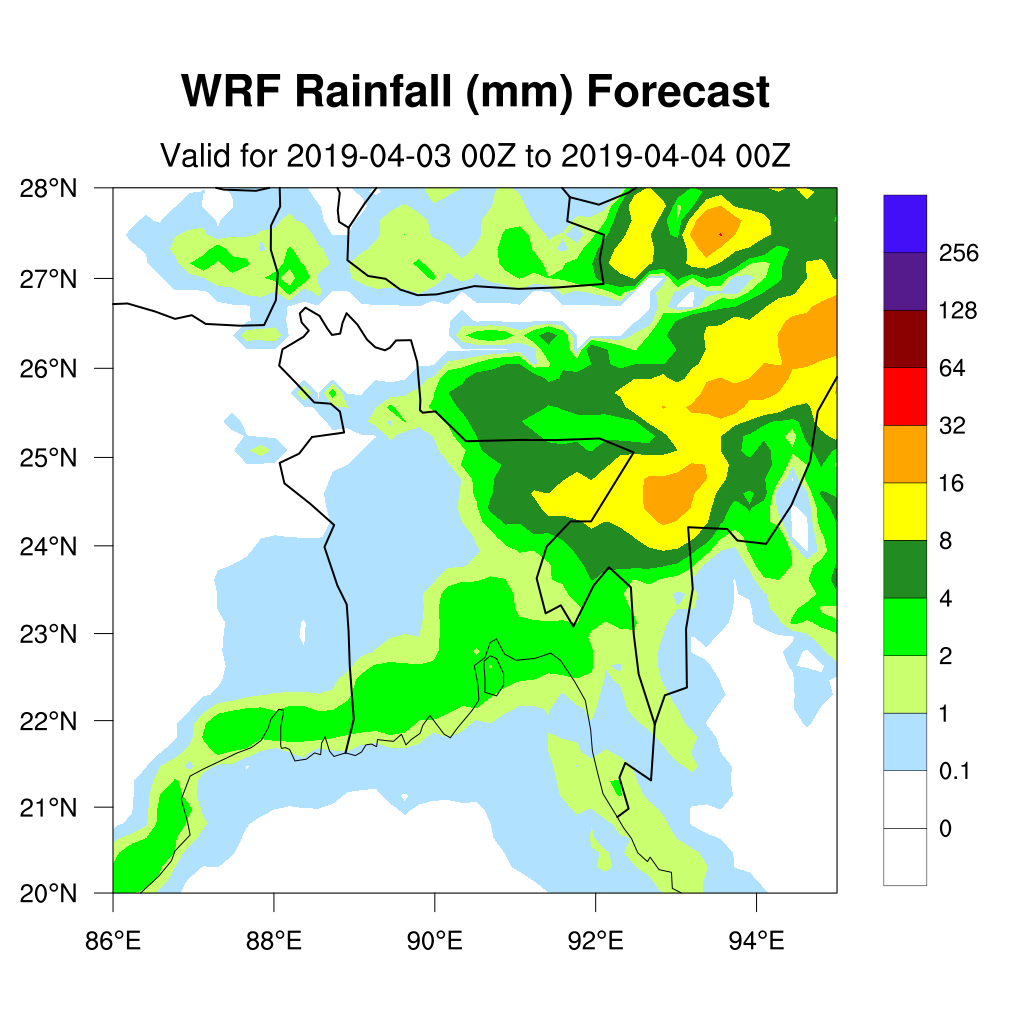 WRF Rainfall (mm) Forecast
Valid for 2019-04-03 00Z to 2019-04-04 00Z
28°N
27°N
26°N
25°N
24°N
23°N
22°N
21°N
20°N
86°E
88°E
90°E
92°E
94°E
256
128
64
32
16
8
4
2
1
0.1
0